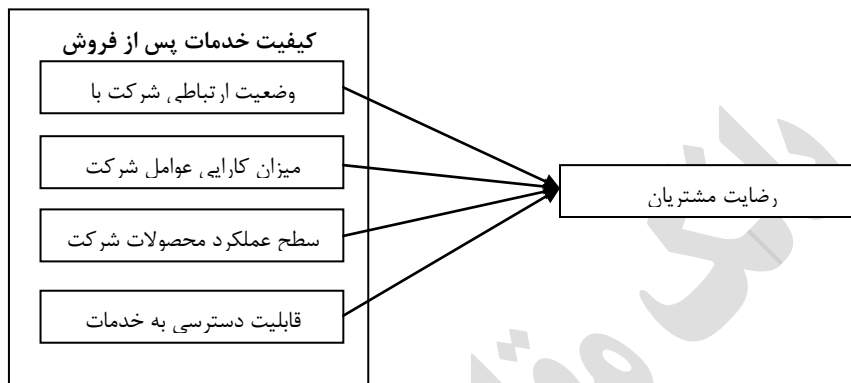 کیفیت خدمات پس از فروش
وضعیت ارتباطی شرکت با
میزان کارایی عوامل شرکت
سطح عملکرد محصولات شرکت
قابلیت دسترسی به خدمات
رضایت مشتریان